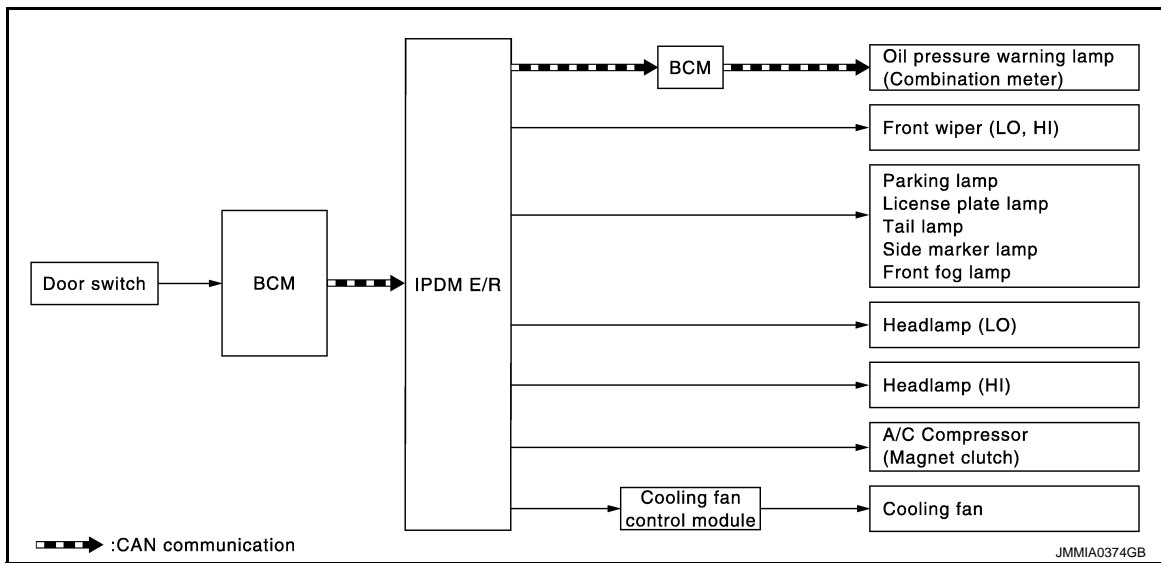 Door switch
BCM
IPDM E/R
BCM
Oil pressure warning lamp
(Combination meter)
Front wiper (LO, HI)
Parking lamp
License plate lamp
Tail lamp
Side marker lamp
Front fog lamp
Headlamp (LO)
Headlamp (HI)
A/C Compressor
(Magnet clutch)
Cooling fan
control module
Cooling fan
:CAN communication
JMMIA0374GB